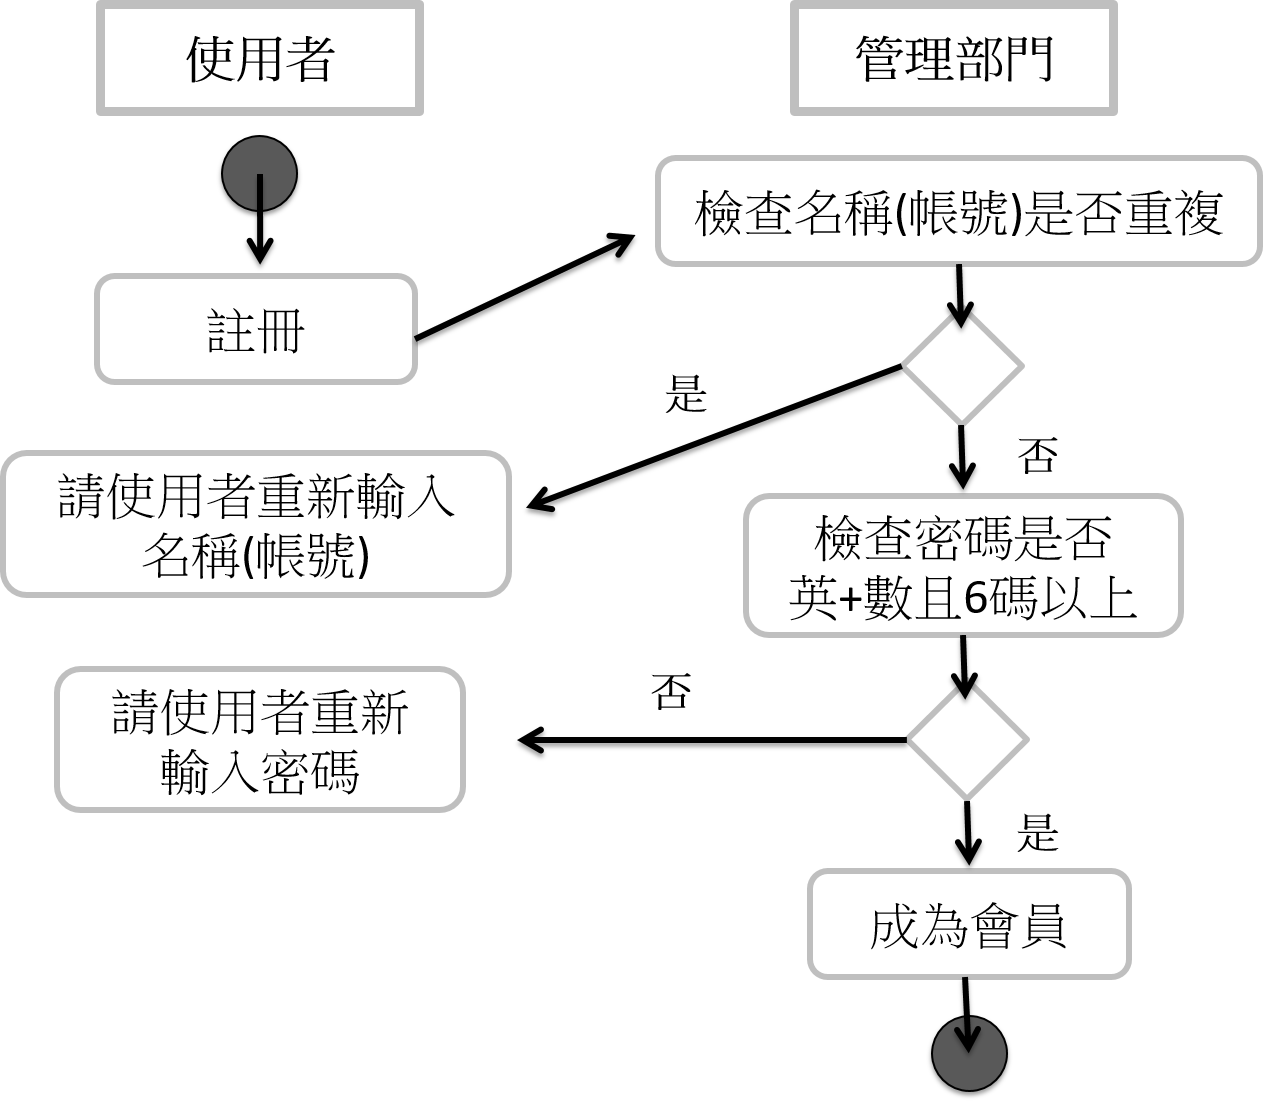 使用者
管理部門
檢查名稱(帳號)是否重複
註冊
是
否
請使用者重新輸入
名稱(帳號)
檢查密碼是否
英+數且6碼以上
否
請使用者重新
輸入密碼
是
成為會員